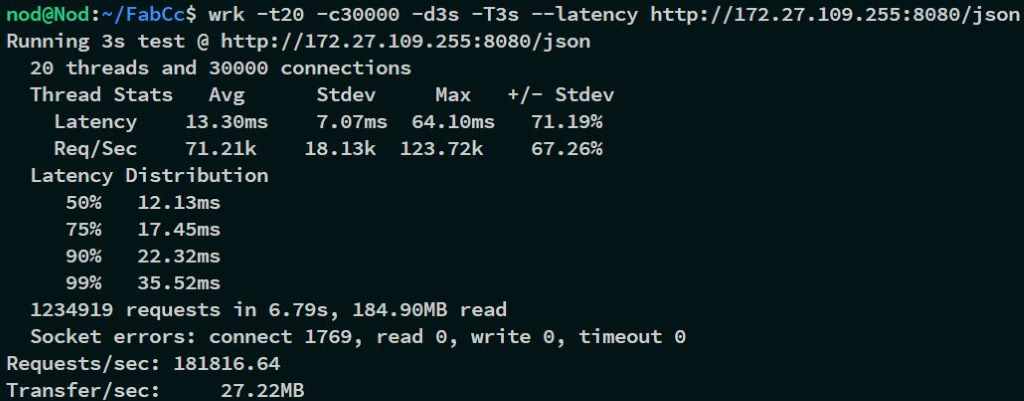 nod@Nod:~/FabCc$ wrk -t20 -c30000 -d3s -T3s --latency http://172.27.109.255:8080/json
Running 3s test @ http://172.27.109.255:8080/json
  20 threads and 30000 connections
  Thread Stats   Avg      Stdev     Max   +/- Stdev
    Latency    13.30ms    7.07ms  64.10ms   71.19%
    Req/Sec    71.21k    18.13k  123.72k    67.26%
  Latency Distribution
     50%   12.13ms
     75%   17.45ms
     90%   22.32ms
     99%   35.52ms
  1234919 requests in 6.79s, 184.90MB read
  Socket errors: connect 1769, read 0, write 0, timeout 0
Requests/sec: 181816.64
Transfer/sec:     27.22MB